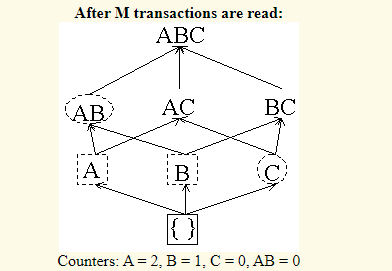 After M transactions are read:
ABC
AB AC BC
A B C
{ }
Counters: A = 2, B = 1, C = 0, AB = 0